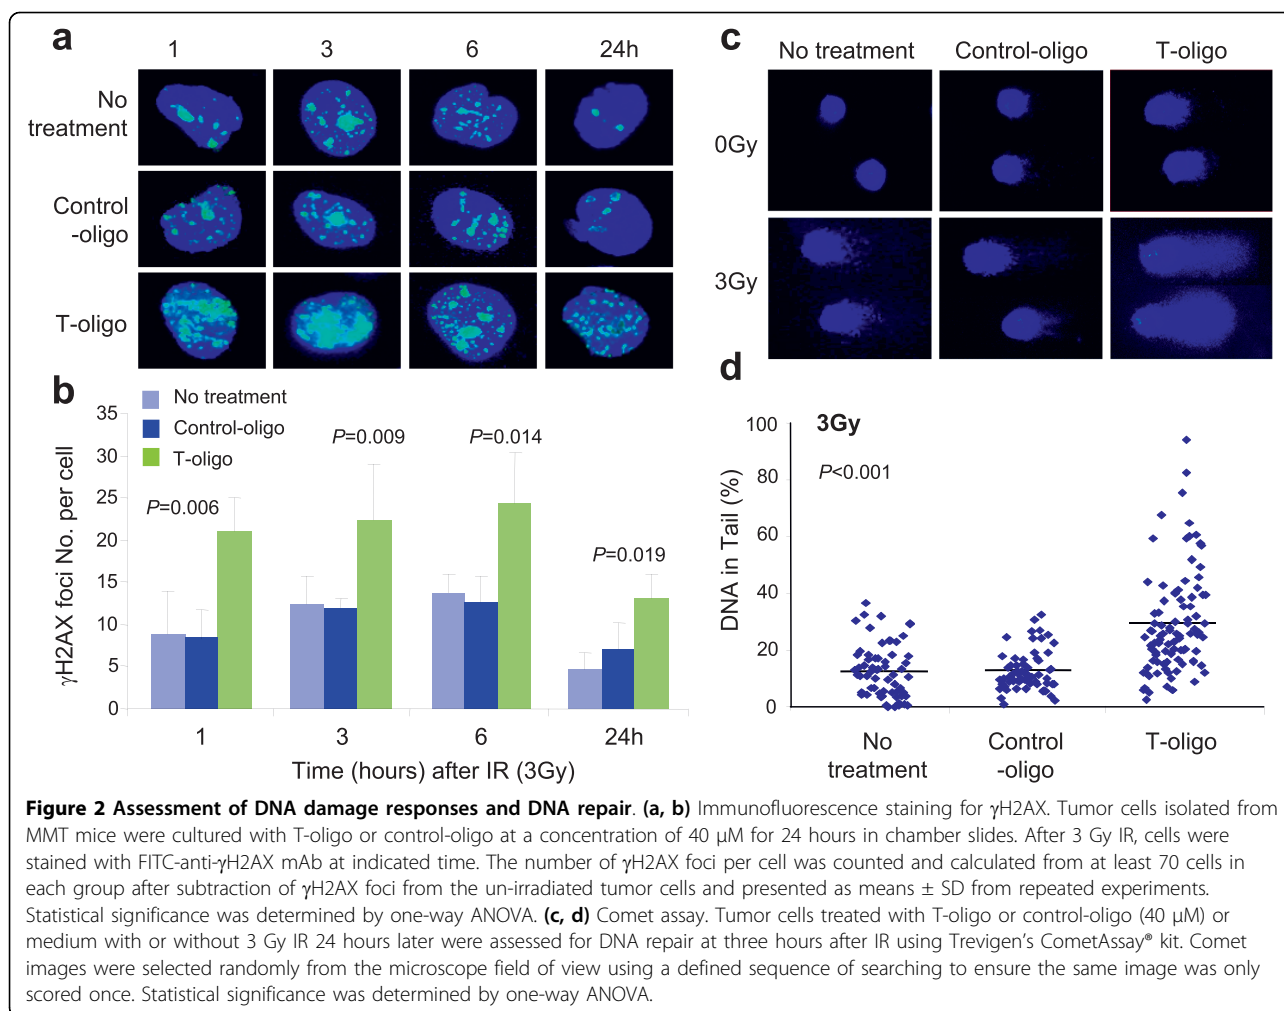 a
1 3 6 24h
No
treatment
Control
-oligo
T-oligo
b
No treatment
Control-oligo
T-oligo
γH2AX foci No. per cell
35
30
25
20
15
10
5
0
P=0.006
P=0.009
P=0.014
P=0.019
1 3 6 24h
Time (hours) after IR (3Gy)
c
No treatment Control-oligo T-oligo
0Gy
3Gy
d
DNA in Tail (%)
100
80
60
40
20
0
3Gy
P<0.001
No
treatment
Control
-oligo
T-oligo
Figure 2 Assessment of DNA damage responses and DNA repair. (a, b) Immunofluorescence staining for γH2AX. Tumor cells isolated from
MMT mice were cultured with T-oligo or control-oligo at a concentration of 40 μM for 24 hours in chamber slides. After 3 Gy IR, cells were
stained with FITC-anti-γH2AX mAb at indicated time. The number of γH2AX foci per cell was counted and calculated from at least 70 cells in
each group after subtraction of γH2AX foci from the un-irradiated tumor cells and presented as means ± SD from repeated experiments.
Statistical significance was determined by one-way ANOVA. (c, d) Comet assay. Tumor cells treated with T-oligo or control-oligo (40 μM) or
medium with or without 3 Gy IR 24 hours later were assessed for DNA repair at three hours after IR using Trevigen's CometAssay® kit. Comet
images were selected randomly from the microscope field of view using a defined sequence of searching to ensure the same image was only
scored once. Statistical significance was determined by one-way ANOVA.